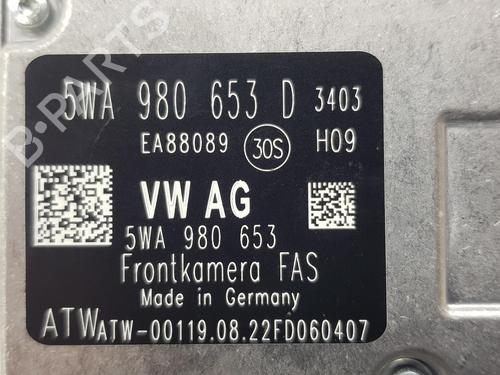 5WA 980 653 D 3403
EA88089 30S H09
VW AG
5WA 980 653
Frontkamera FAS
Made in Germany
ATW ATW-00119.08.22FD060407
B-PARTS